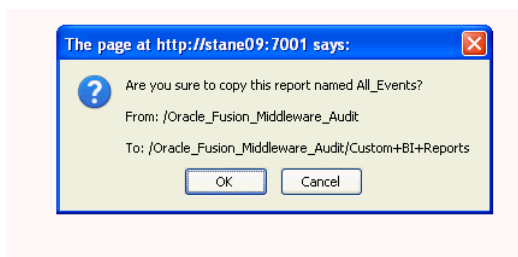 The page at http://stane09:7001 says:
Are you sure to copy this report named All_Events?
From: /Oracle_Fusion_Middleware_Audit
To: /Oracle_Fusion_Middleware_Audit/Custom+BI+Reports
OK Cancel